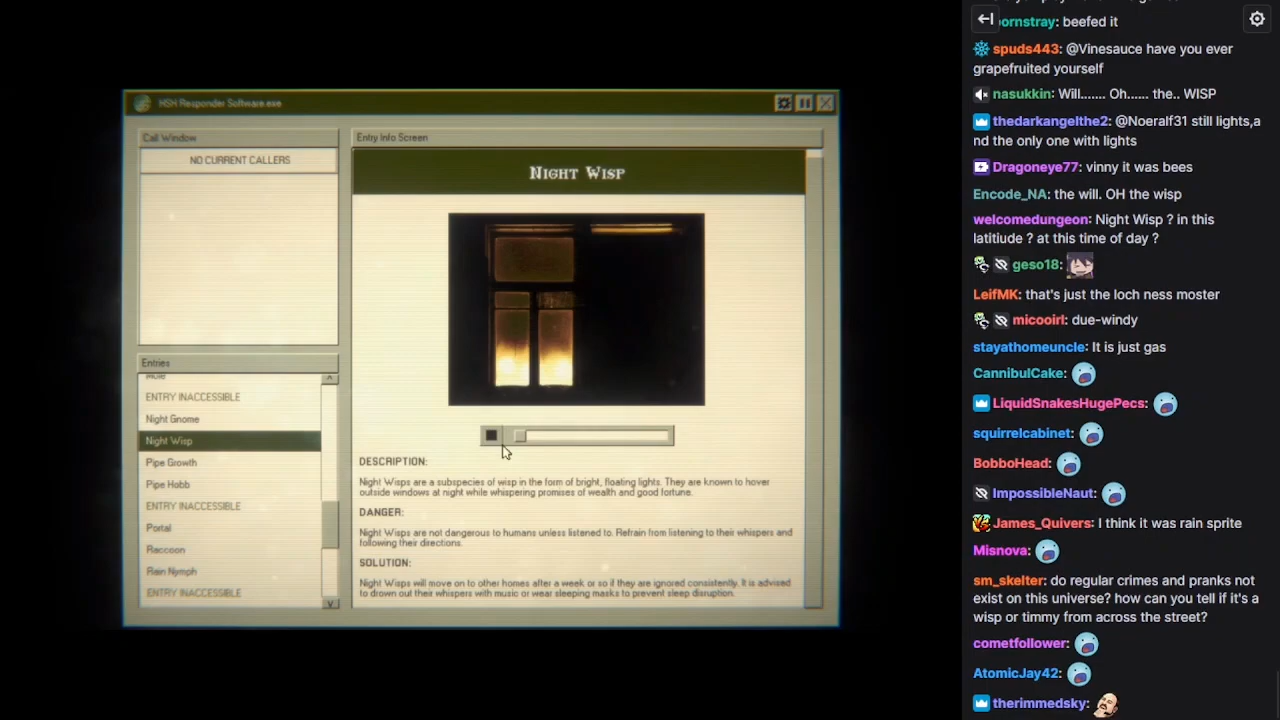 HSH Responder Software.exe
Call Window
NO CURRENT CALLERS
Entries
Mole
ENTRY INACCESSIBLE
Night Gnome
Night Wisp
Pipe Growth
Pipe Hobb
ENTRY INACCESSIBLE
Portal
Raccoon
Rain Nymph
ENTRY INACCESSIBLE
Entry Info Screen
Night Wisp
DESCRIPTION:
Night Wisps are a subspecies of wisp in the form of bright, floating lights. They are known to hover
outside windows at night while whispering promises of wealth and good fortune.
DANGER:
Night Wisps are not dangerous to humans unless listened to. Refrain from listening to their whispers and
following their directions.
SOLUTION:
Night Wisps will move on to other homes after a week or so if they are ignored consistently. It is advised
to drown out their whispers with music or wear sleeping masks to prevent sleep disruption.
ornstray: beefed it
spuds443: @Vinesauce have you ever
grapefruited yourself
nasukkin: Will....... Oh...... the.. WISP
thedarkangelthe2: @Noeralf31 still lights,a
nd the only one with lights
Dragoneye77: vinny it was bees
Encode_NA: the will. OH the wisp
welcomedungeon: Night Wisp ? in this
latitiude ? at this time of day ?
geso18:
LeifMK: that's just the loch ness moster
micooirl: due-windy
stayathomeuncle: It is just gas
CannibulCake:
LiquidSnakesHugePecs:
squirrelcabinet:
BobboHead:
ImpossibleNaut:
James_Quivers: I think it was rain sprite
Misnova:
sm_skelter: do regular crimes and pranks not
exist on this universe? how can you tell if it's a
wisp or timmy from across the street?
cometfollower:
AtomicJay42:
therimmedsky: